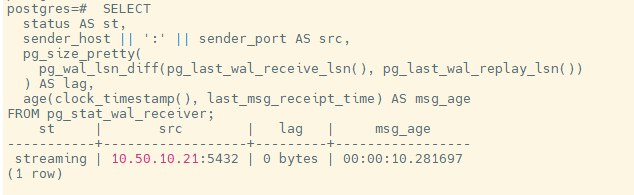 postgres=#  SELECT
  status AS st,
  sender_host || ':' || sender_port AS src,
  pg_size_pretty(
    pg_wal_lsn_diff(pg_last_wal_receive_lsn(), pg_last_wal_replay_lsn())
  ) AS lag,
  age(clock_timestamp(), last_msg_receipt_time) AS msg_age
FROM pg_stat_wal_receiver;
    st     |       src        |   lag   |     msg_age
-----------+------------------+---------+-----------------
 streaming | 10.50.10.21:5432 | 0 bytes | 00:00:10.281697
(1 row)